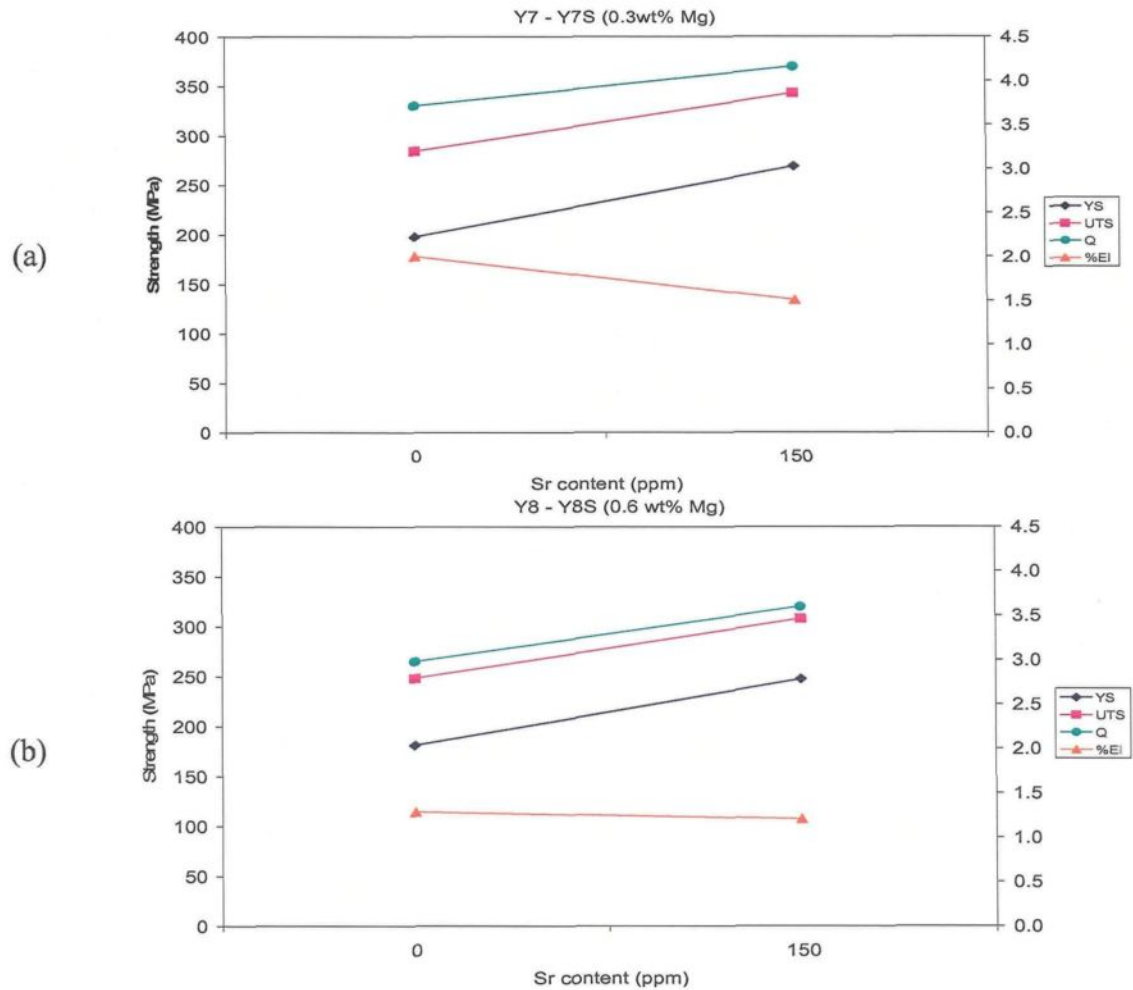 Y7 - Y7S (0.3wt% Mg)
400
350
300
250
200
150
100
50
0
Strength (MPa)
4.5
4.0
3.5
3.0
2.5
2.0
1.5
1.0
0.5
0.0
0
150
Sr content (ppm)
YS
UTS
Q
%El
(a)
Y8 - Y8S (0.6 wt% Mg)
400
350
300
250
200
150
100
50
0
Strength (MPa)
4.5
4.0
3.5
3.0
2.5
2.0
1.5
1.0
0.5
0.0
0
150
Sr content (ppm)
YS
UTS
Q
%El
(b)